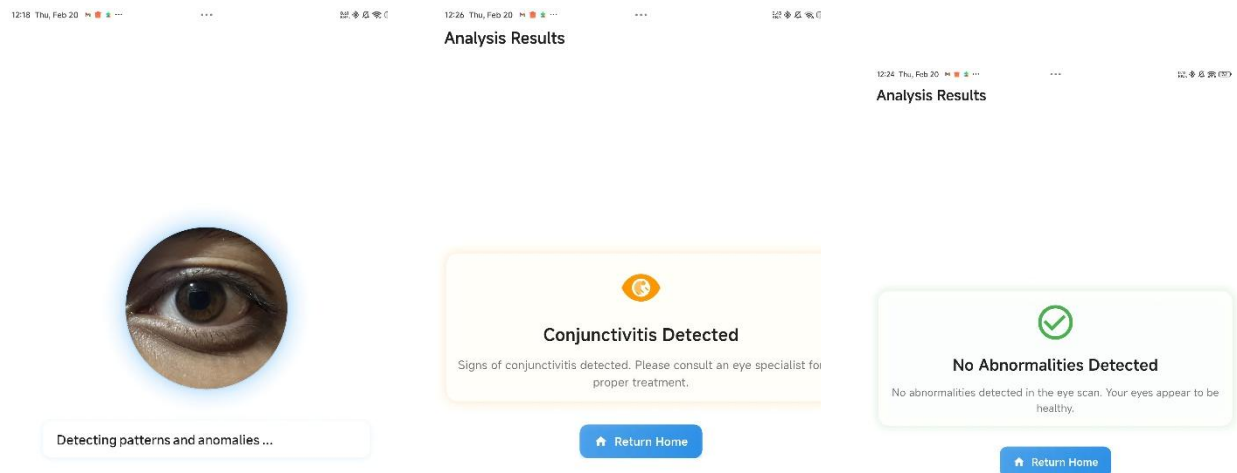 12:18 Thu, Feb 20
Detecting patterns and anomalies ...
12:26 Thu, Feb 20
Analysis Results
Conjunctivitis Detected
Signs of conjunctivitis detected. Please consult an eye specialist for
proper treatment.
Return Home
12:24 Thu, Feb 20
Analysis Results
No Abnormalities Detected
No abnormalities detected in the eye scan. Your eyes appear to be
healthy.
Return Home